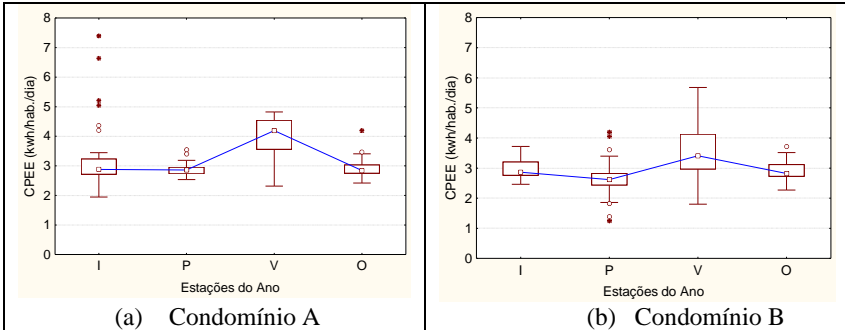 8
7
6
5
4
3
2
1
0
CPEE (kwh/hab./dia)
I P V O
Estações do Ano
(a) Condomínio A
8
7
6
5
4
3
2
1
0
CPEE (kwh/hab./dia)
I P V O
Estações do Ano
(b) Condomínio B